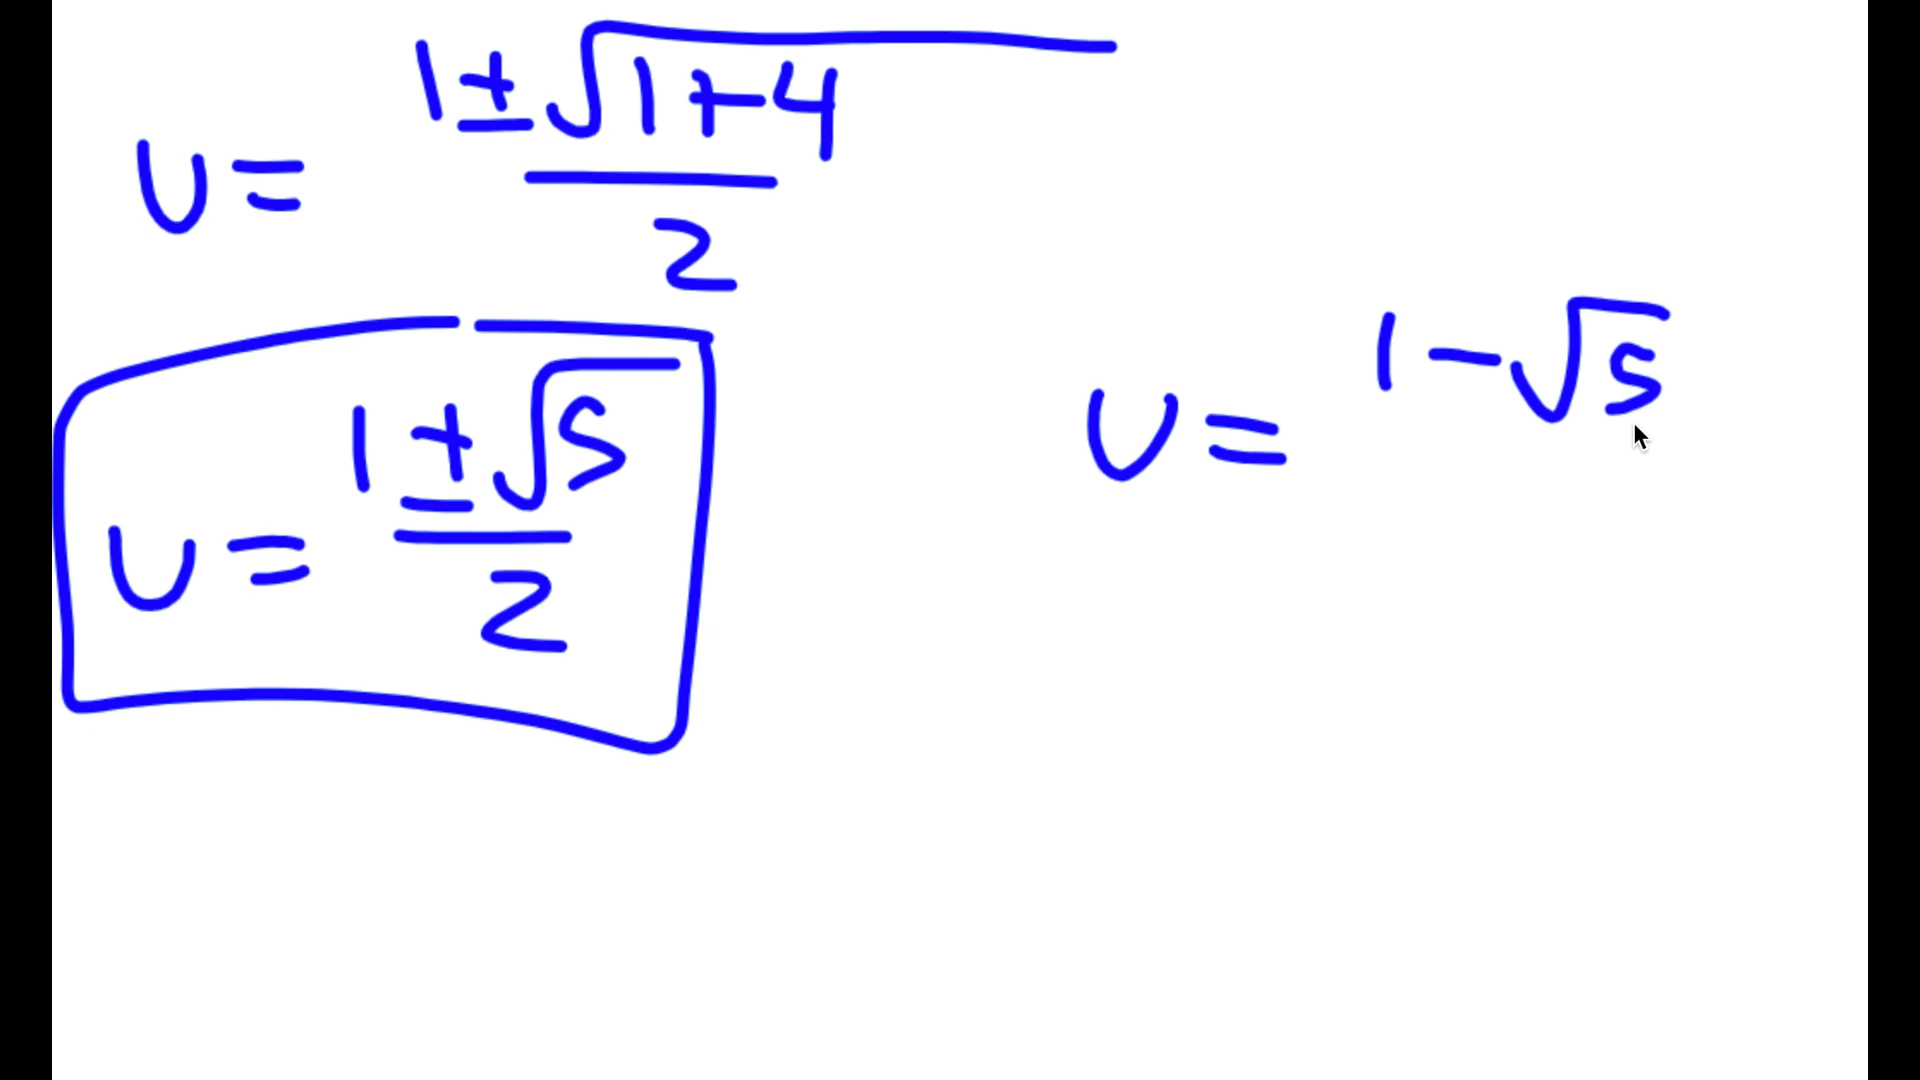 U = (1 ± √(1+4)) / 2
U = (1 ± √5) / 2
U = 1 - √5